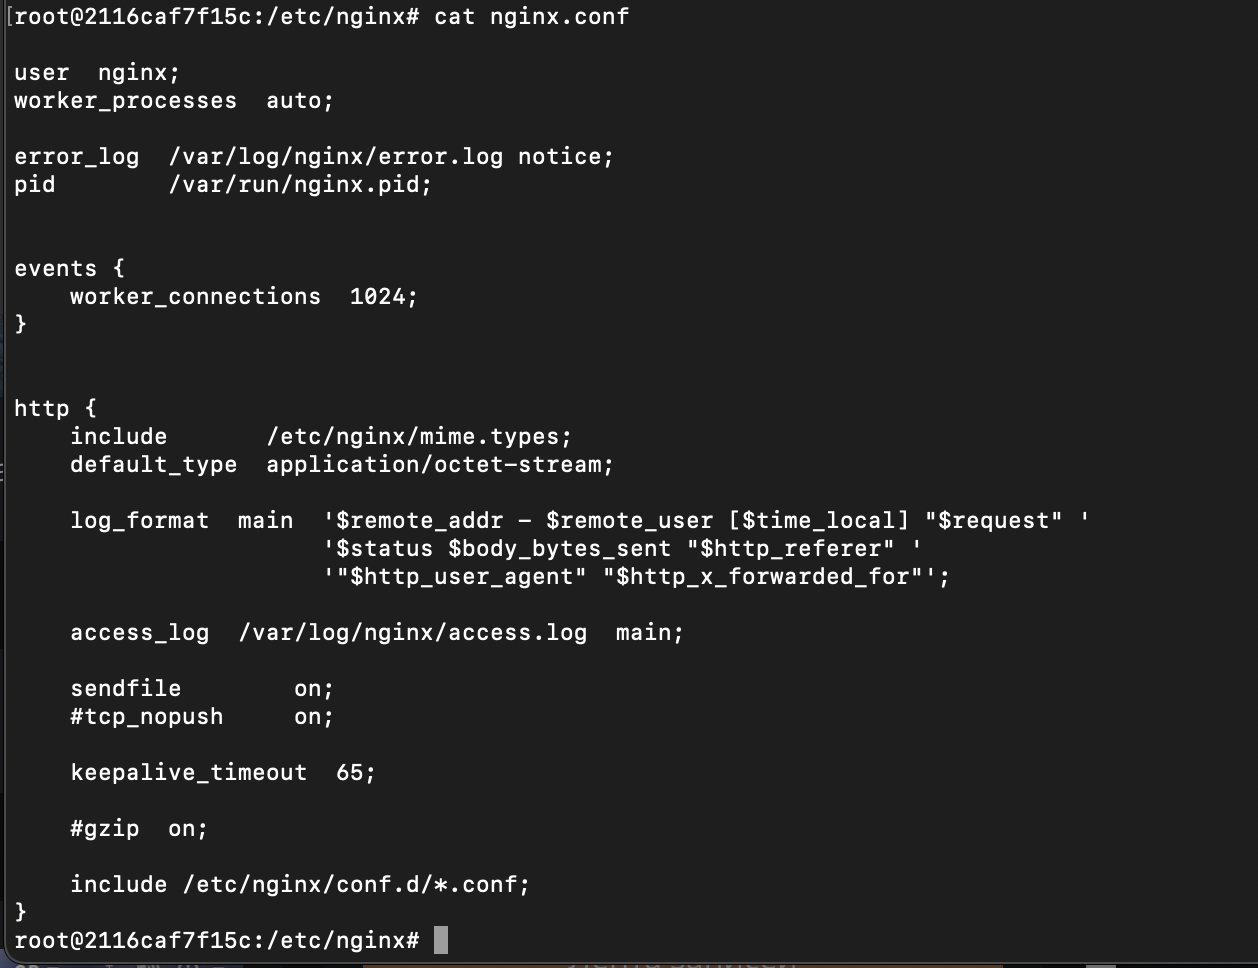 [root@2116caf7f15c:/etc/nginx# cat nginx.conf
user  nginx;
worker_processes  auto;
error_log  /var/log/nginx/error.log notice;
pid        /var/run/nginx.pid;
events {
    worker_connections  1024;
}
http {
    include       /etc/nginx/mime.types;
    default_type  application/octet-stream;
    log_format  main  '$remote_addr - $remote_user [$time_local] "$request" '
                      '$status $body_bytes_sent "$http_referer" '
                      '"$http_user_agent" "$http_x_forwarded_for"';
    access_log  /var/log/nginx/access.log  main;
    sendfile        on;
    #tcp_nopush     on;
    keepalive_timeout  65;
    #gzip  on;
    include /etc/nginx/conf.d/*.conf;
}
root@2116caf7f15c:/etc/nginx#